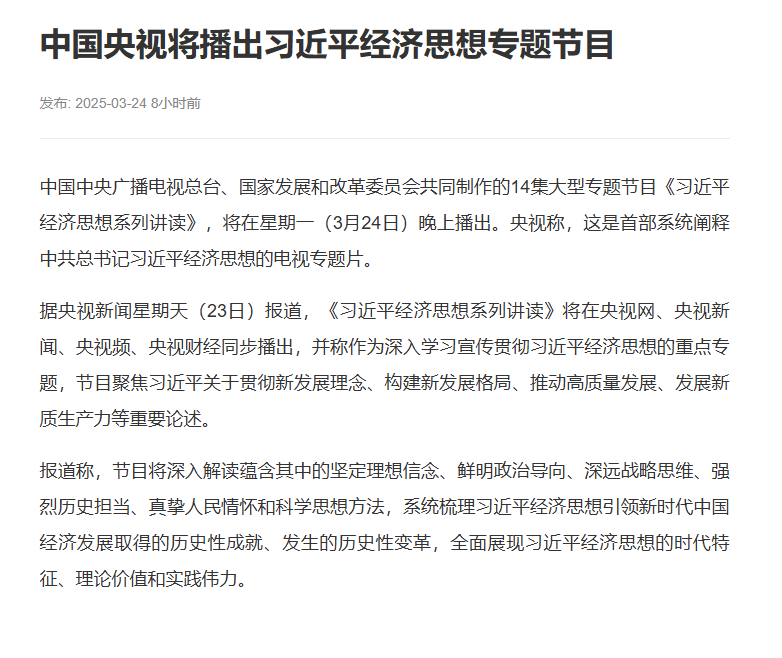 中国央视将播出习近平经济思想专题节目
发布: 2025-03-24 8小时前
中国中央广播电视总台、国家发展和改革委员会共同制作的14集大型专题节目《习近平
经济思想系列讲读》，将在星期一（3月24日）晚上播出。央视称，这是首部系统阐释
中共总书记习近平经济思想的电视专题片。
据央视新闻星期天（23日）报道，《习近平经济思想系列讲读》将在央视网、央视新
闻、央视频、央视财经同步播出，并称作为深入学习宣传贯彻习近平经济思想的重点专
题，节目聚焦习近平关于贯彻新发展理念、构建新发展格局、推动高质量发展、发展新
质生产力等重要论述。
报道称，节目将深入解读蕴含其中的坚定理想信念、鲜明政治导向、深远战略思维、强
烈历史担当、真挚人民情怀和科学思想方法，系统梳理习近平经济思想引领新时代中国
经济发展取得的历史性成就、发生的历史性变革，全面展现习近平经济思想的时代特
征、理论价值和实践伟力。